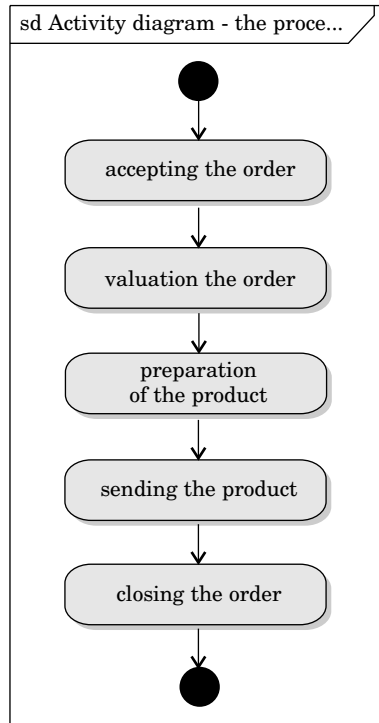 sd Activity diagram - the proce...
accepting the order
valuation the order
preparation
of the product
sending the product
closing the order